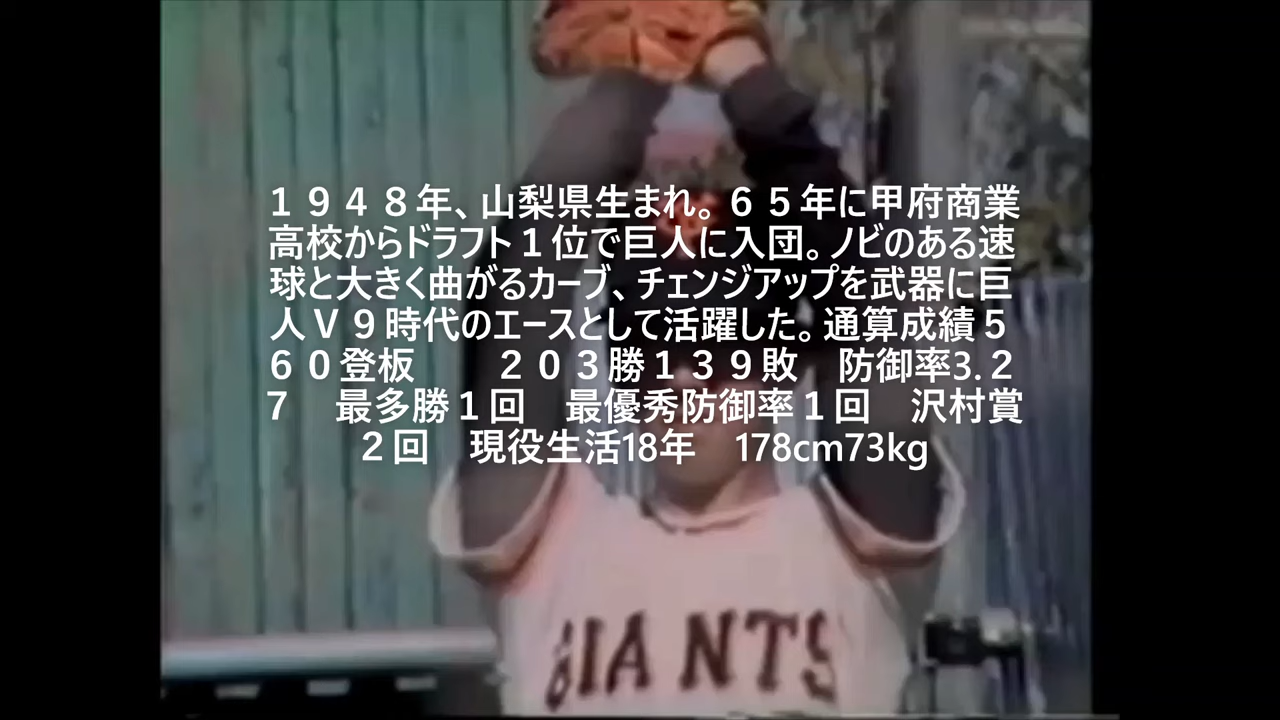 １９４８年、山梨県生まれ。６５年に甲府商業
高校からドラフト１位で巨人に入団。ノビのある速
球と大きく曲がるカーブ、チェンジアップを武器に巨
人Ｖ９時代のエースとして活躍した。通算成績５
６０登板　　２０３勝１３９敗　防御率3.２
７　最多勝１回　最優秀防御率１回　沢村賞
２回　現役生活18年　178cm73kg
GIANTS